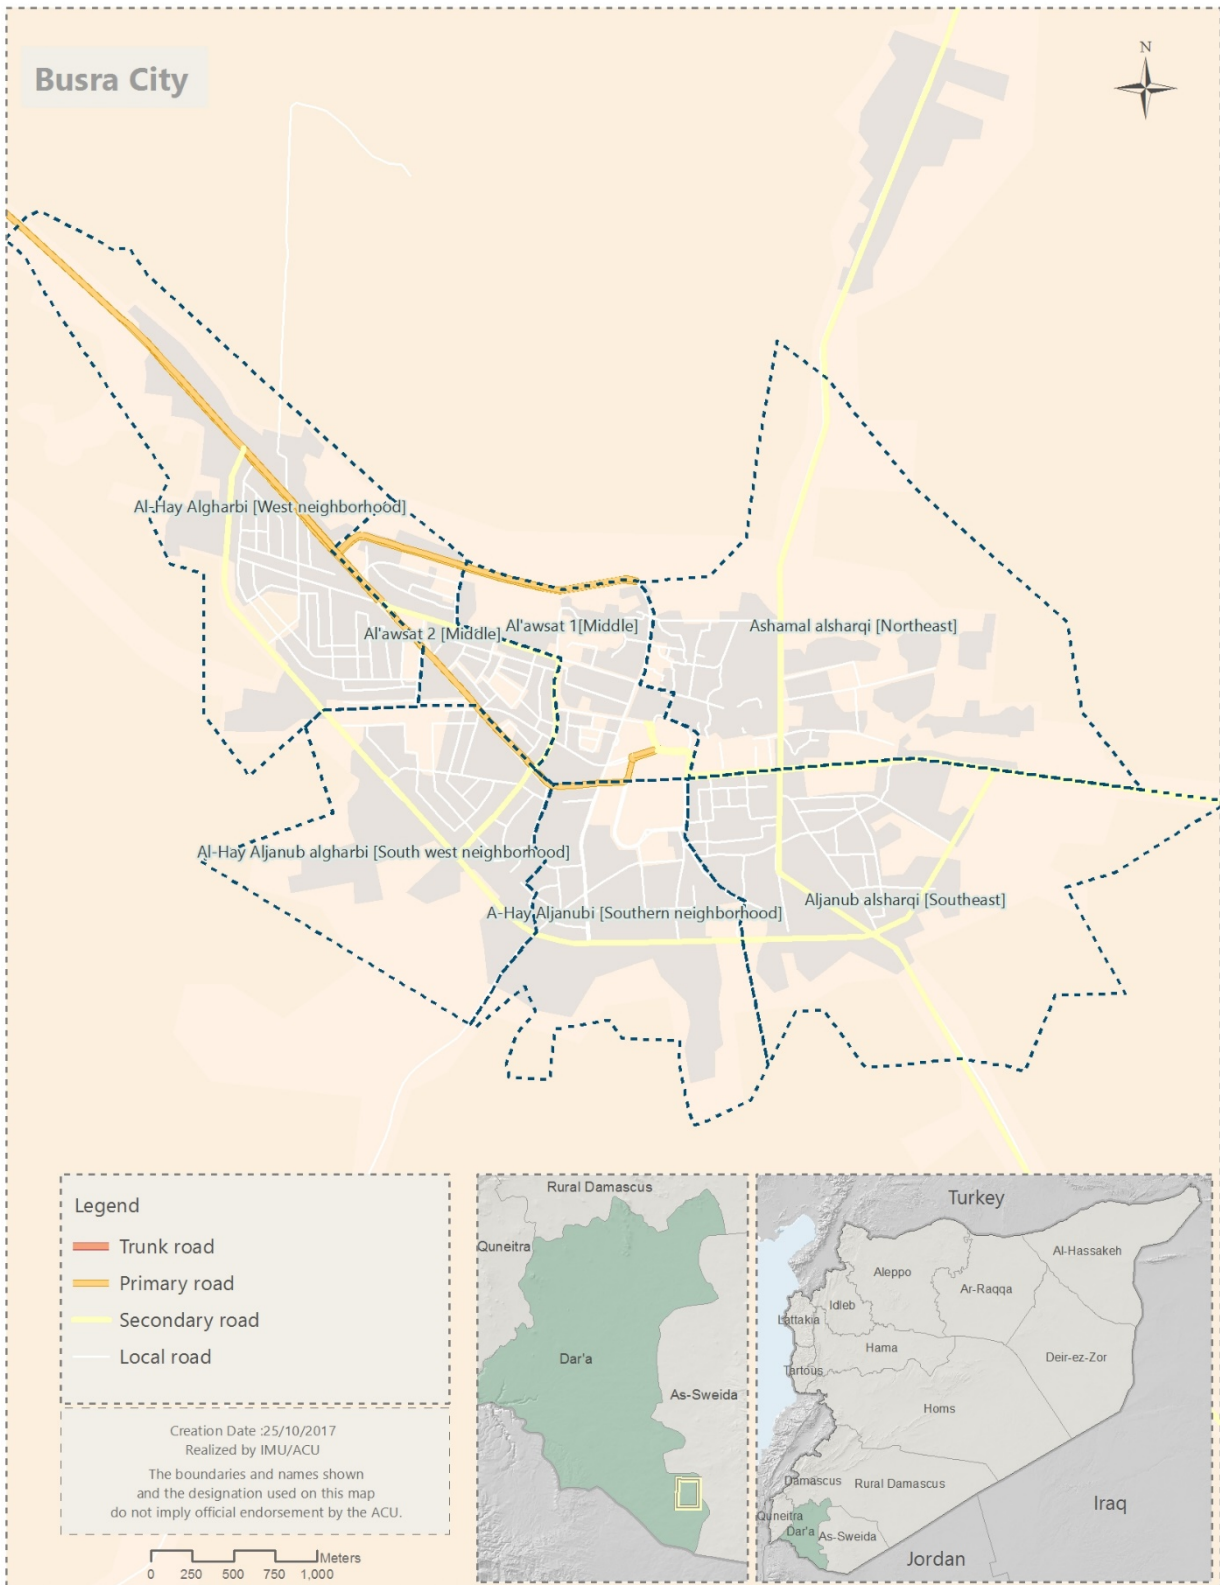 Busra City
N
Al-Hay Algharbi [West neighborhood]
Al'awsat 2 [Middle]
Al'awsat 1[Middle]
Ashamal alsharqi [Northeast]
Al-Hay Aljanub algharbi [South west neighborhood]
A-Hay Aljanubi [Southern neighborhood]
Aljanub alsharqi [Southeast]
Legend
Trunk road
Primary road
Secondary road
Local road
Creation Date :25/10/2017
Realized by IMU/ACU
The boundaries and names shown
and the designation used on this map
do not imply official endorsement by the ACU.
Meters
0 250 500 750 1,000
Rural Damascus
Quneitra
Dar'a
As-Sweida
Turkey
Al-Hassakeh
Aleppo
Ar-Raqqa
Idleb
Lattakia
Hama
Deir-ez-Zor
Tartous
Homs
Damascus
Rural Damascus
Iraq
Quneitra
Dar'a
As-Sweida
Jordan